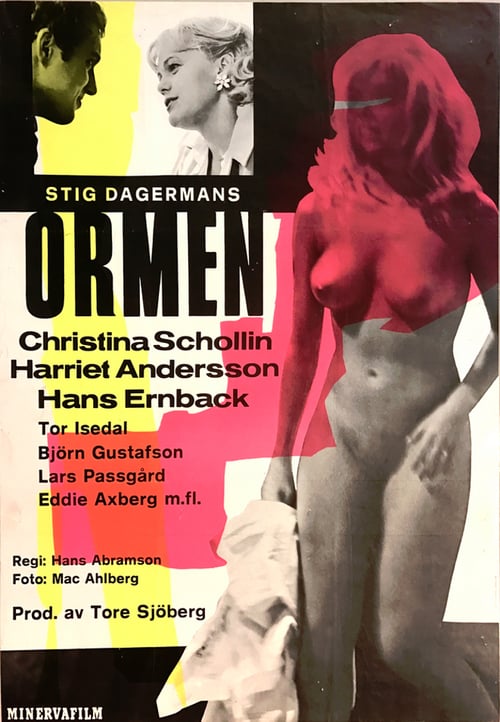 STIG DAGERMANS
ORMEN
Christina Schollin
Harriet Andersson
Hans Ernback
Tor Isedal
Björn Gustafson
Lars Passgård
Eddie Axberg m.fl.
Regi: Hans Abramson
Foto: Mac Ahlberg
Prod. av Tore Sjöberg
MINERVAFILM